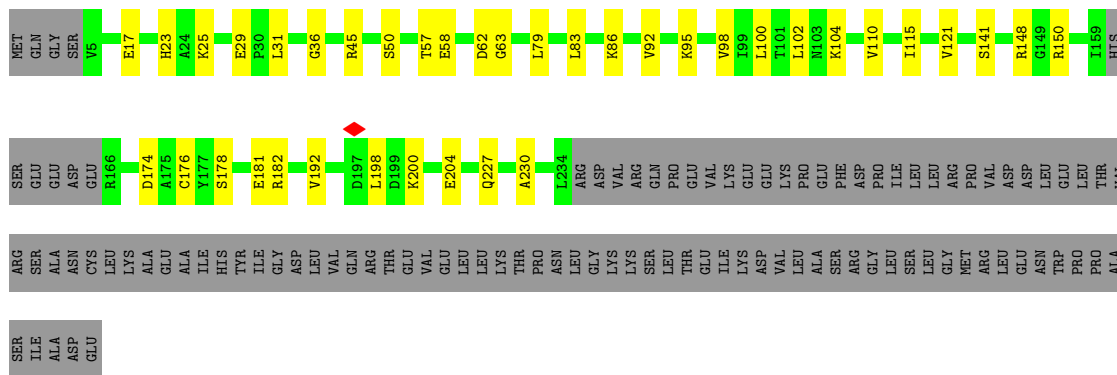 MET GLN GLY SER V5 E17 H23 A24 K25 E29 P30 L31 G36 R45 S50 T57 E58 D62 G63 L79 L83 K86 V92 K95 V98 I99 L100 T101 L102 N103 K104 V110 I115 V121 S141 R148 G149 R150 I159 HIS
SER GLU GLU ASP GLU R166 D174 A175 C176 Y177 S178 E181 R182 V192 D197 L198 D199 K200 E204 Q227 A230 L234 ARG ASP VAL ARG GLN PRO GLU VAL LYS GLU GLU LYS PRO GLU PHE ASP PRO ILE LEU LEU ARG PRO VAL ASP ASP LEU GLU LEU THR VAL
ARG SER ALA ASN CYS LEU LYS ALA GLU ALA ILE HIS TYR ILE GLY ASP LEU VAL GLN ARG THR GLU VAL GLU LEU LEU LYS THR PRO ASN LEU GLY LYS LYS SER LEU THR GLU ILE LYS ASP VAL LEU ALA SER ARG GLY LEU SER LEU GLY MET ARG LEU GLU ASN TRP PRO PRO ALA
SER ILE ALA ASP GLU